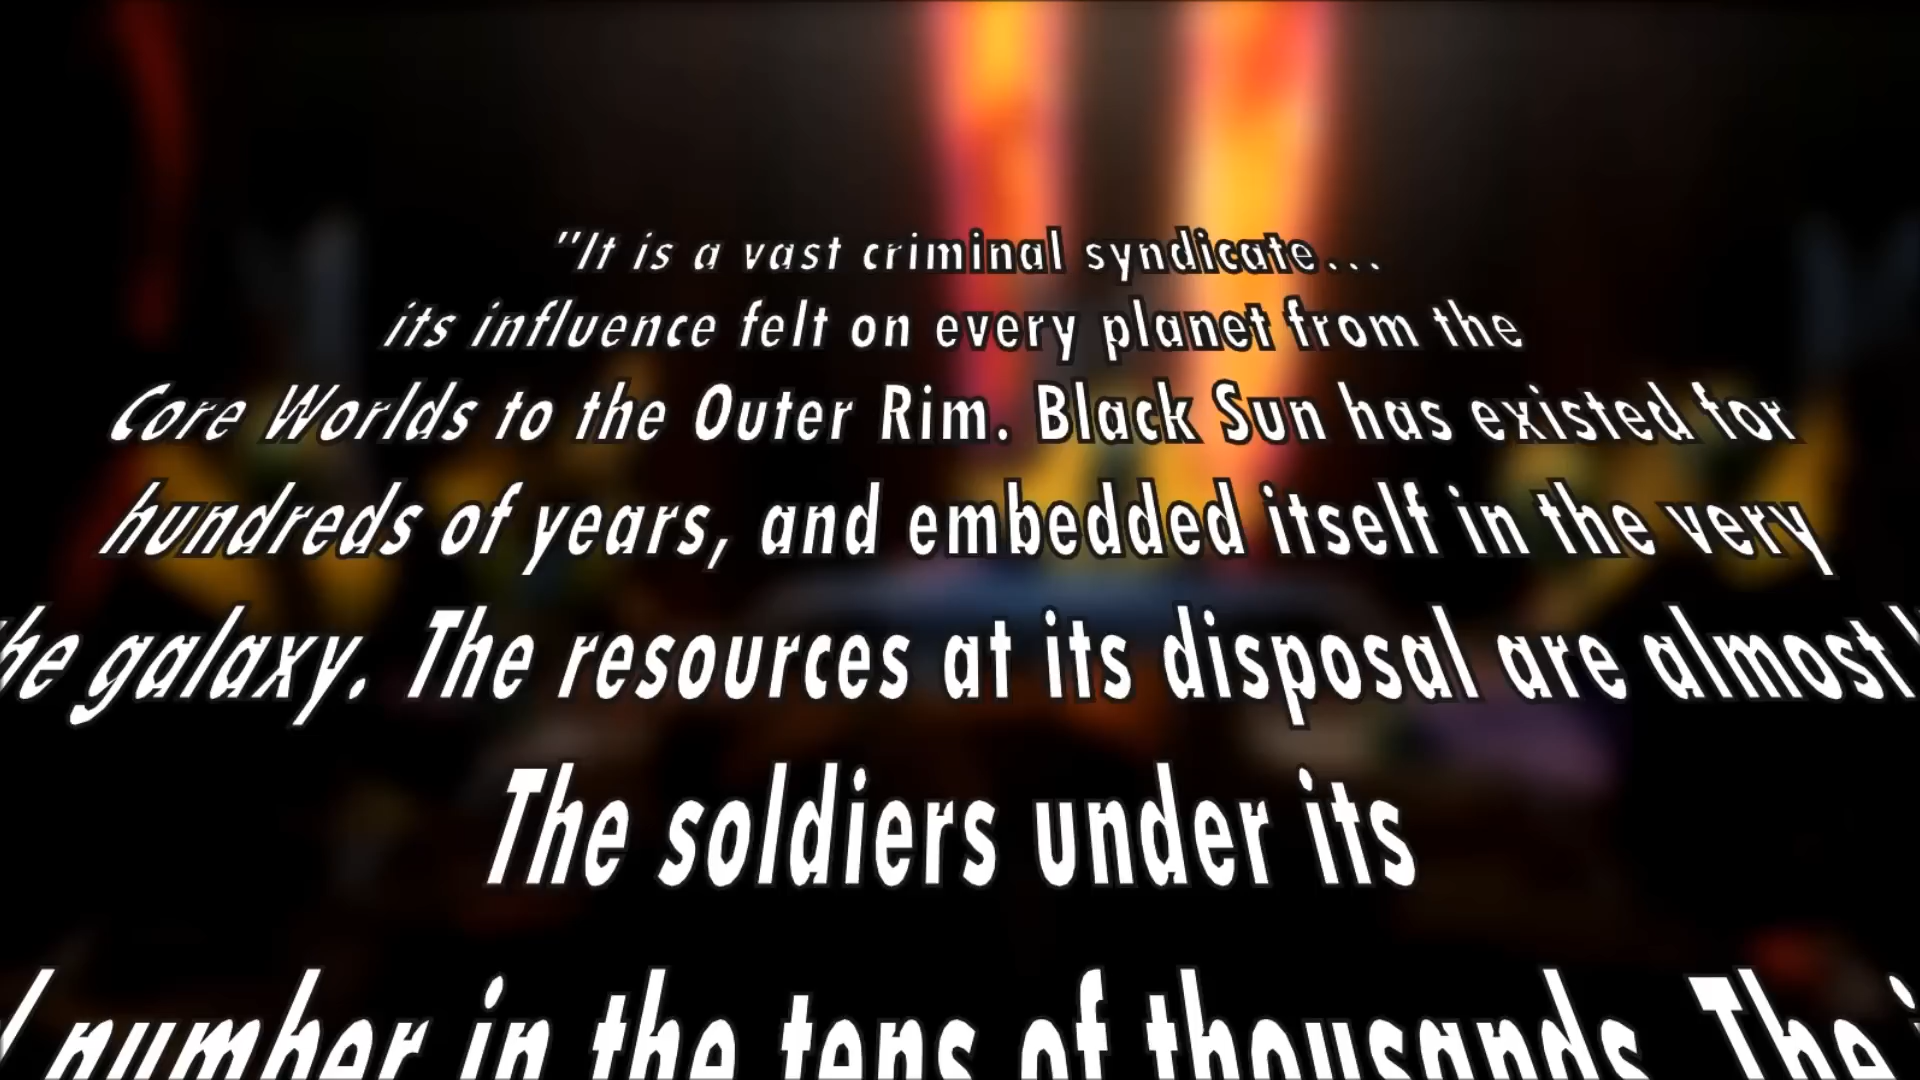 "It is a vast criminal syndicate...
its influence felt on every planet from the
Core Worlds to the Outer Rim. Black Sun has existed for
hundreds of years, and embedded itself in the very
the galaxy. The resources at its disposal are almost
The soldiers under its
number in the tens of thousands. The